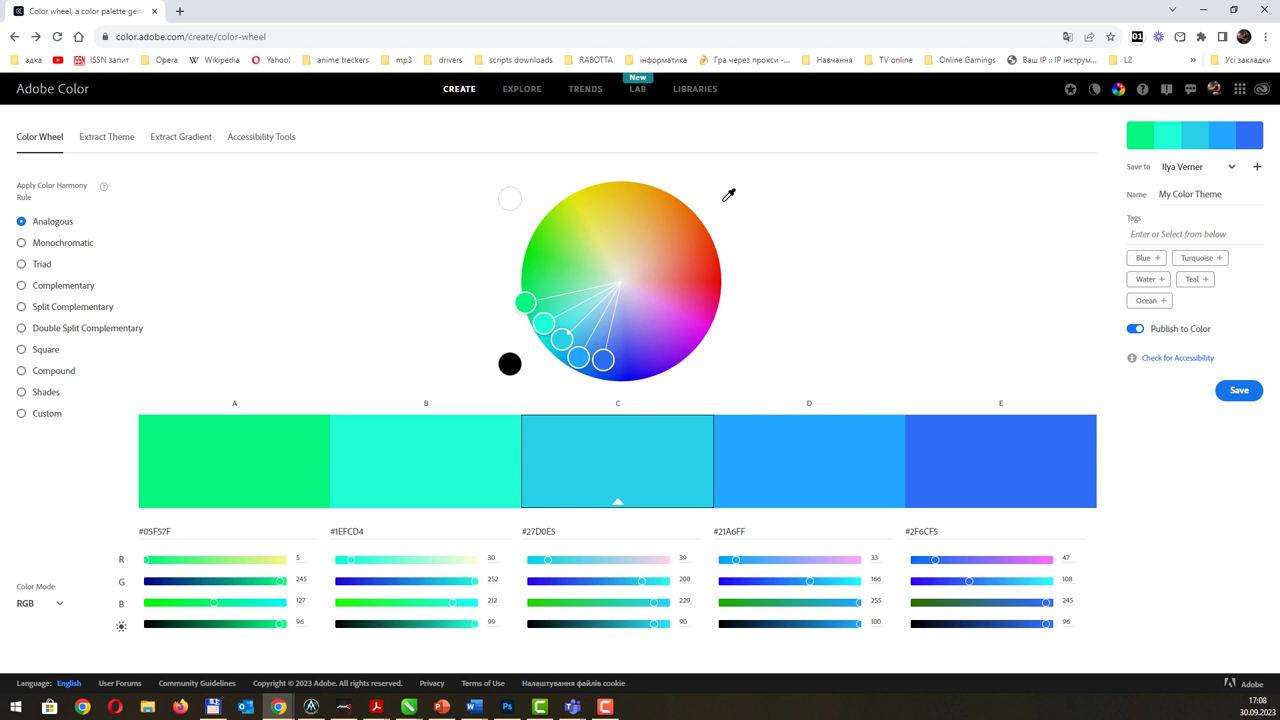 Color wheel, a color palette gen
color.adobe.com/create/color-wheel
адка
ISSN запит
Opera
Wikipedia
Yahoo!
anime treckers
mp3
drivers
scripts downloads
RABOTTA
інформатика
Гра через прокси –...
Навчання
TV online
Online Gamings
Ваш IP :: IP інструм...
L2
»
Усі закладки
Adobe Color
CREATE
EXPLORE
TRENDS
New
LAB
LIBRARIES
Color Wheel
Extract Theme
Extract Gradient
Accessibility Tools
Apply Color Harmony
Rule
Analogous
Monochromatic
Triad
Complementary
Split Complementary
Double Split Complementary
Square
Compound
Shades
Custom
Save to
Ilya Verner
Name
My Color Theme
Tags
Enter or Select from below
Blue +
Turquoise +
Water +
Teal +
Ocean +
Publish to Color
Check for Accessibility
Save
A B C D E
#05F57F #1EFCD4 #27D0E5 #21A6FF #2F6CF5
R 5 30 39 33 47
G 245 252 208 166 108
B 127 212 229 255 245
96 99 90 100 96
Color Mode
RGB
Language: English User Forums Community Guidelines Copyright © 2023 Adobe. All rights reserved. Privacy Terms of Use Налаштування файлів cookie
Adobe
17:08
30.09.2023